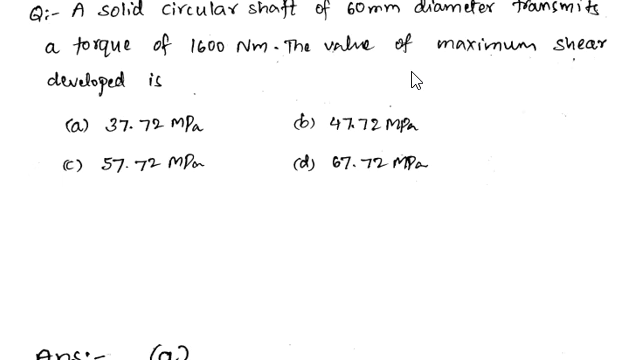 Q:- A solid circular shaft of 60mm diameter transmits
a torque of 1600 Nm. The value of maximum shear
developed is
(a) 37.72 MPa (b) 47.72 MPa
(c) 57.72 MPa (d) 67.72 MPa
Ans:- (a)